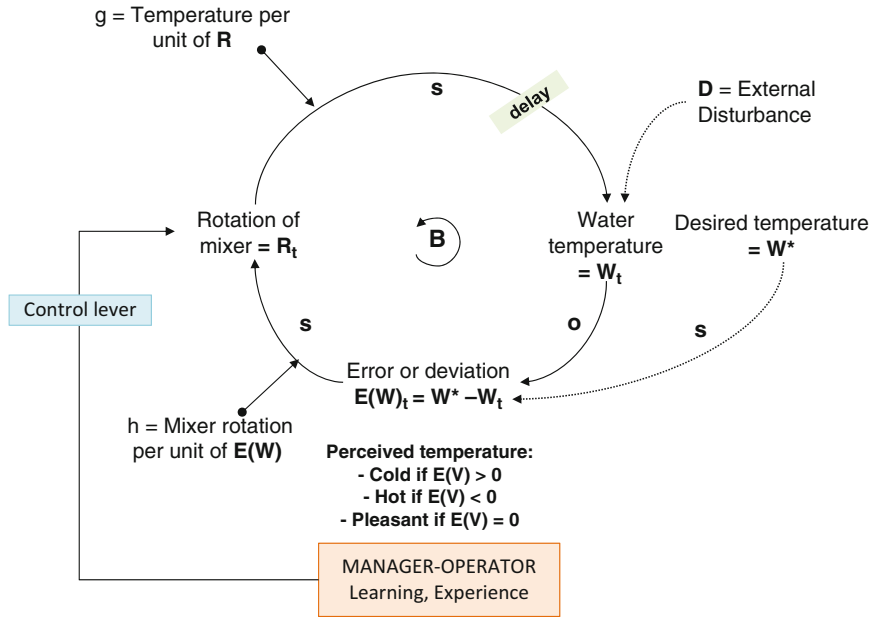 g = Temperature per
unit of R
s
delay
D = External
Disturbance
Rotation of
mixer = Rt
B
Water
temperature
= Wt
Desired temperature
= W*
Control lever
s
o
s
Error or deviation
E(W)t = W* –Wt
h = Mixer rotation
per unit of E(W)
Perceived temperature:
- Cold if E(V) > 0
- Hot if E(V) < 0
- Pleasant if E(V) = 0
MANAGER-OPERATOR
Learning, Experience